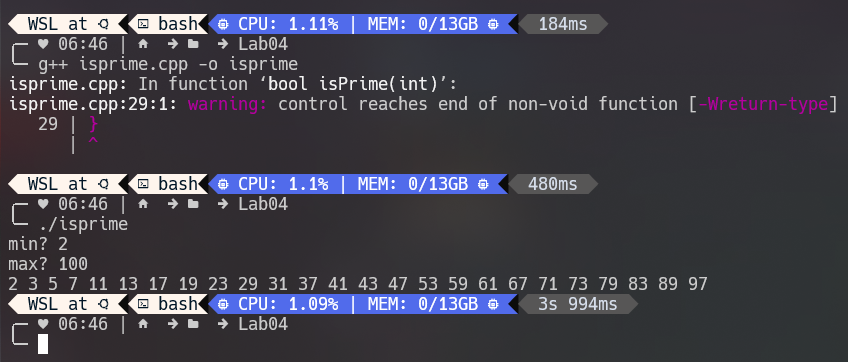 WSL at bash CPU: 1.11% | MEM: 0/13GB 184ms
♥ 06:46 | → → Lab04
g++ isprime.cpp -o isprime
isprime.cpp: In function ‘bool isPrime(int)’:
isprime.cpp:29:1: warning: control reaches end of non-void function [-Wreturn-type]
29 | }
| ^
WSL at bash CPU: 1.1% | MEM: 0/13GB 480ms
♥ 06:46 | → → Lab04
./isprime
min? 2
max? 100
2 3 5 7 11 13 17 19 23 29 31 37 41 43 47 53 59 61 67 71 73 79 83 89 97
WSL at bash CPU: 1.09% | MEM: 0/13GB 3s 994ms
♥ 06:46 | → → Lab04